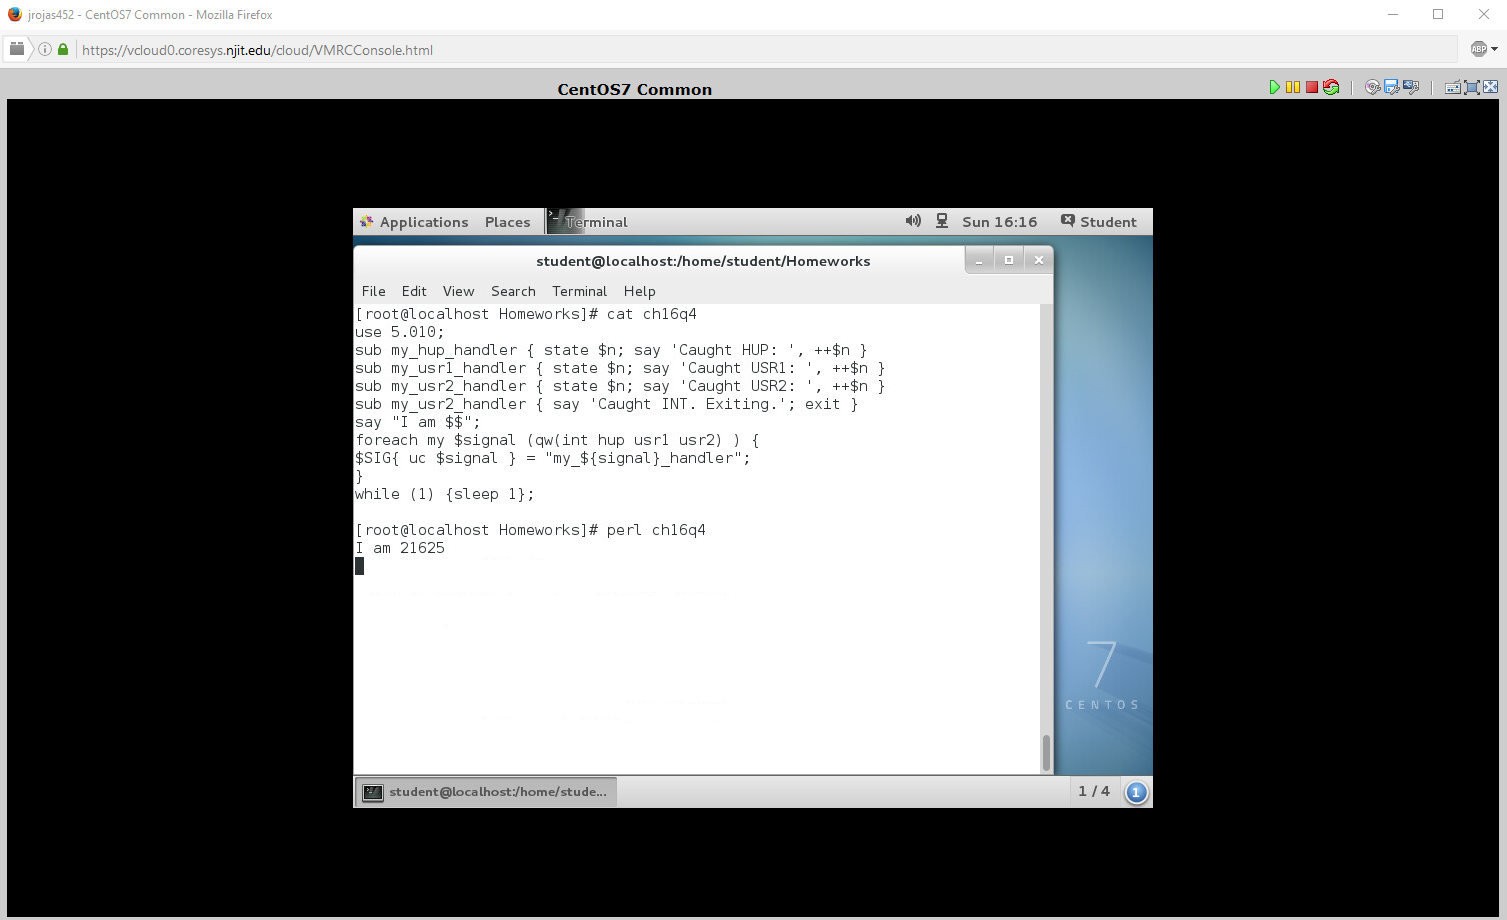 jrojas452 - CentOS7 Common - Mozilla Firefox
https://vcloud0.coresys.njit.edu/cloud/VMRCConsole.html
ABP
CentOS7 Common
Applications Places Terminal Sun 16:16 Student
student@localhost:/home/student/Homeworks
File Edit View Search Terminal Help
[root@localhost Homeworks]# cat ch16q4
use 5.010;
sub my_hup_handler { state $n; say 'Caught HUP: ', ++$n }
sub my_usr1_handler { state $n; say 'Caught USR1: ', ++$n }
sub my_usr2_handler { state $n; say 'Caught USR2: ', ++$n }
sub my_usr2_handler { say 'Caught INT. Exiting.'; exit }
say "I am $$";
foreach my $signal (qw(int hup usr1 usr2) ) {
$SIG{ uc $signal } = "my_${signal}_handler";
}
while (1) {sleep 1};
[root@localhost Homeworks]# perl ch16q4
I am 21625
7
CENTOS
student@localhost:/home/stude... 1 / 4 1